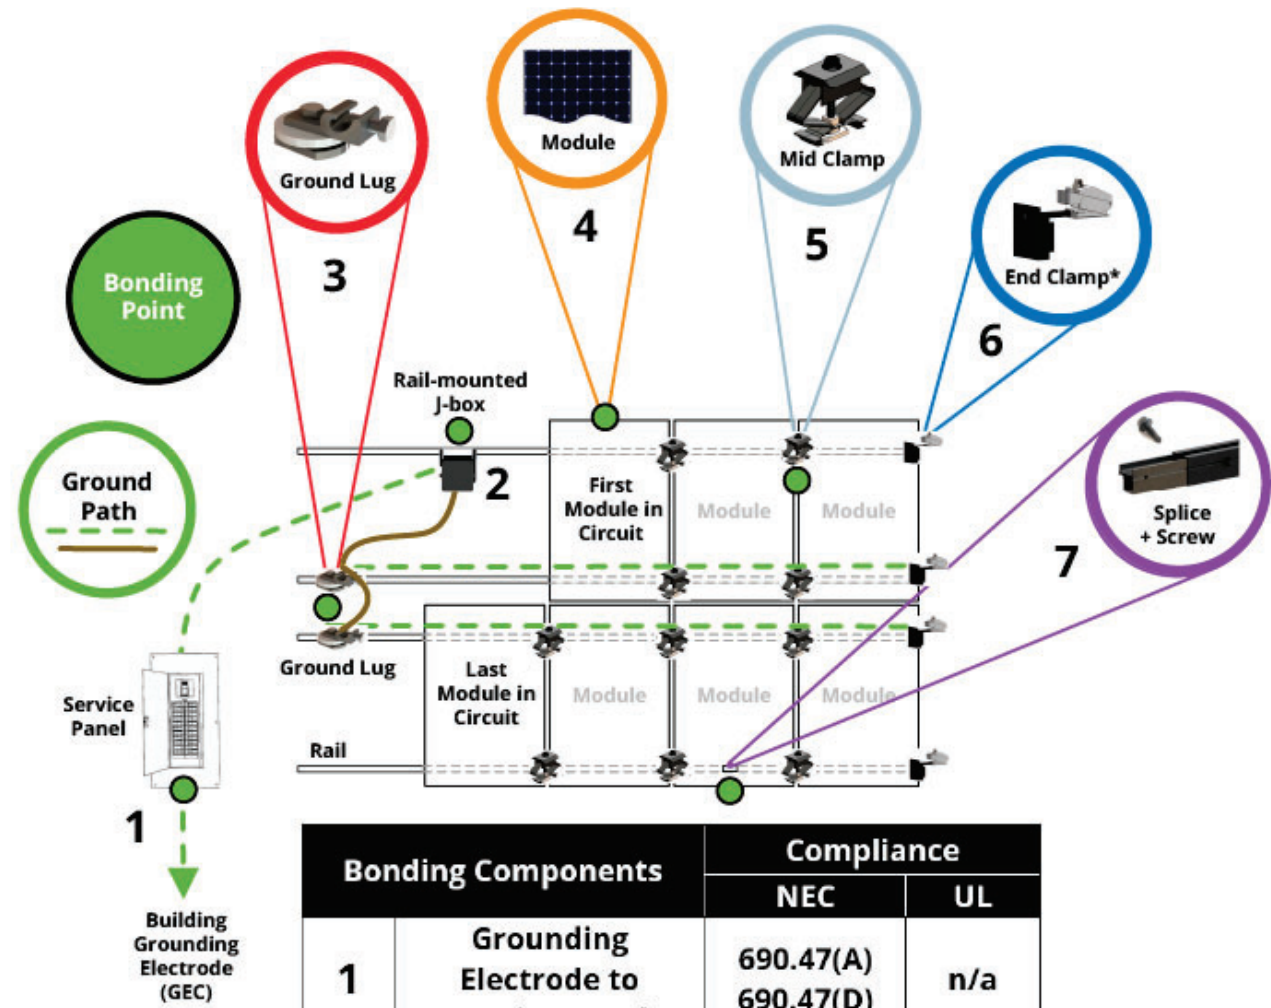 Ground Lug
3
Module
4
Mid Clamp
5
End Clamp*
6
Bonding
Point
Rail-mounted
J-box
2
Ground
Path
First
Module in
Circuit
Module
Module
Splice
+ Screw
7
Ground Lug
Last
Module in
Circuit
Module
Module
Module
Service
Panel
Rail
1
Building
Grounding
Electrode
(GEC)
Bonding Components
Compliance
NEC
UL
1
Grounding
Electrode to
690.47(A)
690.47(D)
n/a